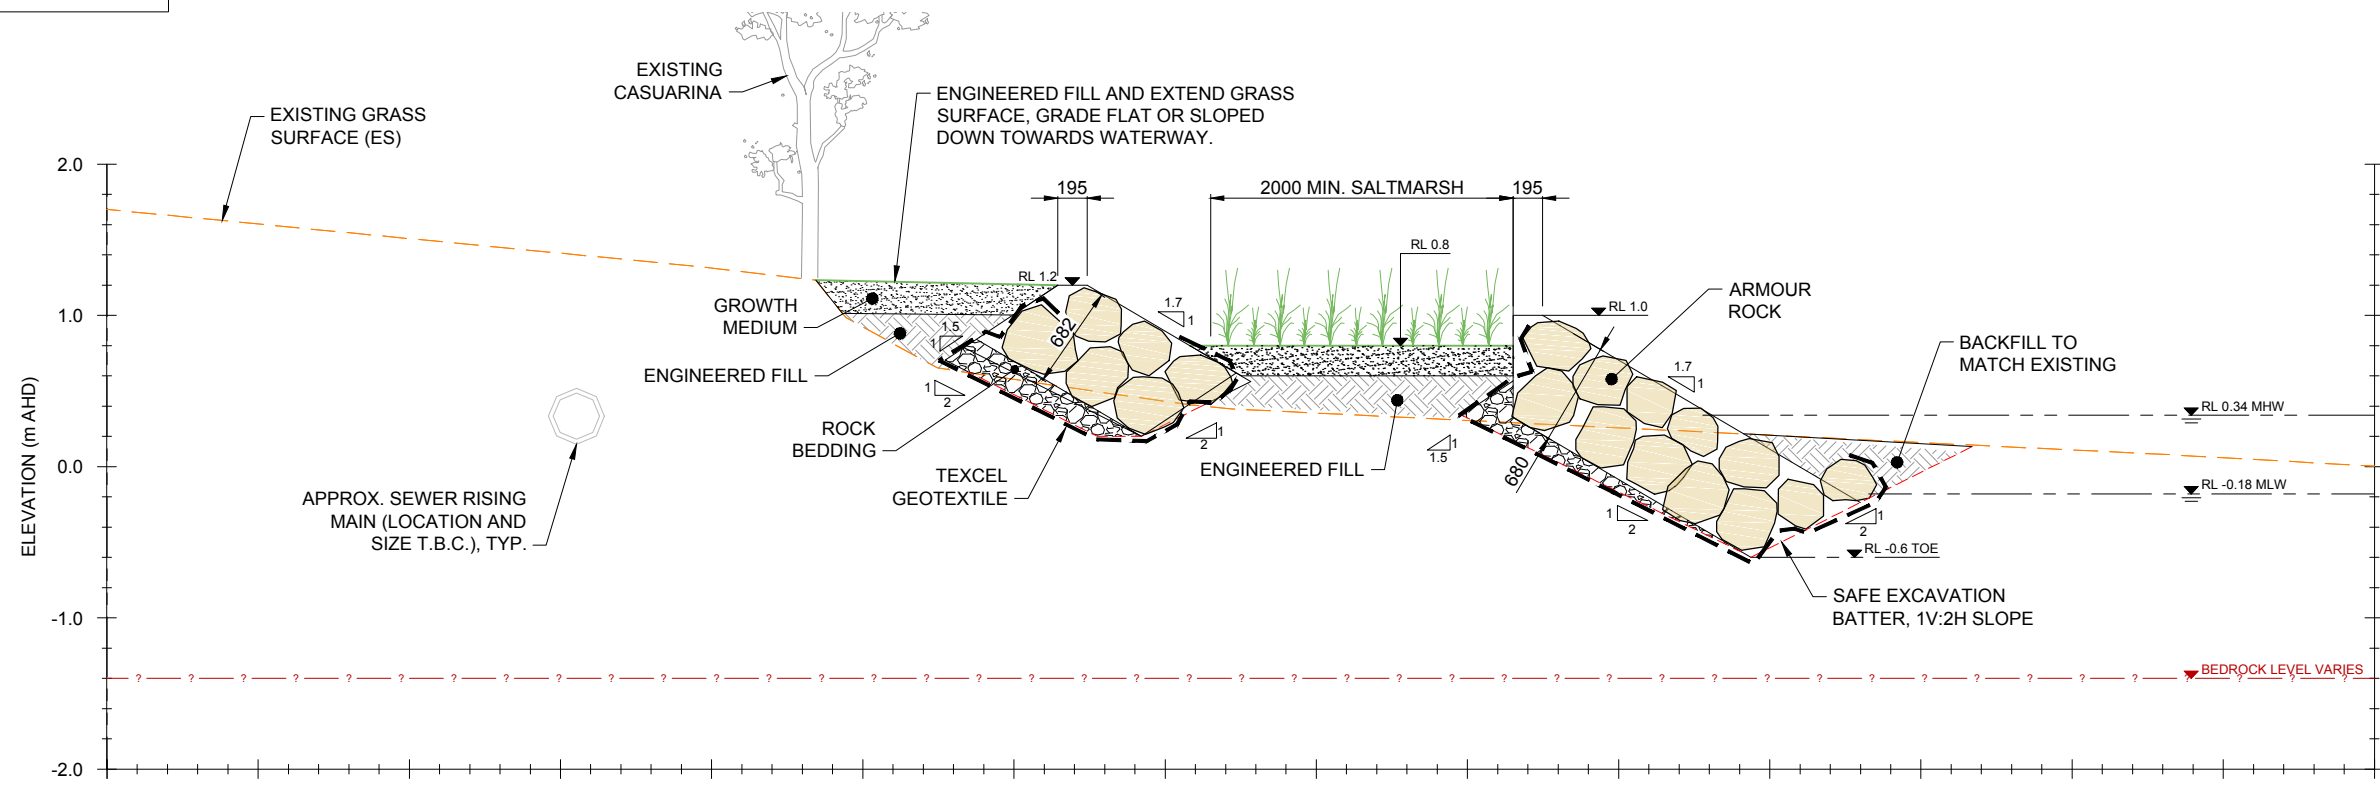 EXISTING
CASUARINA
EXISTING GRASS
SURFACE (ES)
ENGINEERED FILL AND EXTEND GRASS
SURFACE, GRADE FLAT OR SLOPED
DOWN TOWARDS WATERWAY.
2.0
195
2000 MIN. SALTMARSH
195
RL 0.8
RL 1.2
GROWTH
MEDIUM
1.7
1
682
1.5
1
RL 1.0
ARMOUR
ROCK
1.0
BACKFILL TO
MATCH EXISTING
ENGINEERED FILL
1
2
1.7
1
RL 0.34 MHW
ROCK
BEDDING
1
2
1
1.5
ENGINEERED FILL
680
0.0
TEXCEL
GEOTEXTILE
RL -0.18 MLW
APPROX. SEWER RISING
MAIN (LOCATION AND
SIZE T.B.C.), TYP.
1
2
1
2
RL -0.6 TOE
SAFE EXCAVATION
BATTER, 1V:2H SLOPE
-1.0
BEDROCK LEVEL VARIES
? ? ? ? ? ? ? ? ? ? ? ? ? ? ? ? ? ? ? ? ? ? ? ? ? ? ? ? ? ? ? ? ? ? ? ?
-2.0
ELEVATION (m AHD)